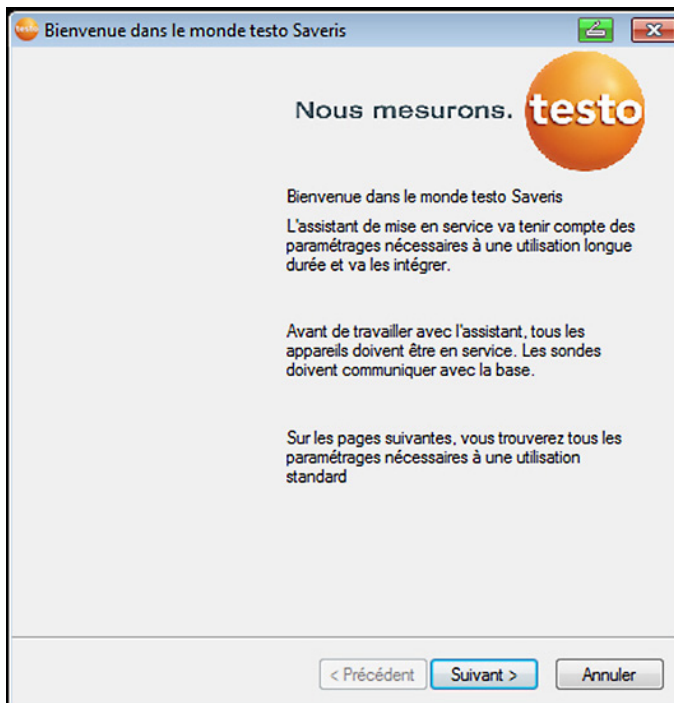 Bienvenue dans le monde testo Saveris
Nous mesurons.
testo
Bienvenue dans le monde testo Saveris
L'assistant de mise en service va tenir compte des
paramétrages nécessaires à une utilisation longue
durée et va les intégrer.
Avant de travailler avec l'assistant, tous les
appareils doivent être en service. Les sondes
doivent communiquer avec la base.
Sur les pages suivantes, vous trouverez tous les
paramétrages nécessaires à une utilisation
standard
< Précédent
Suivant >
Annuler